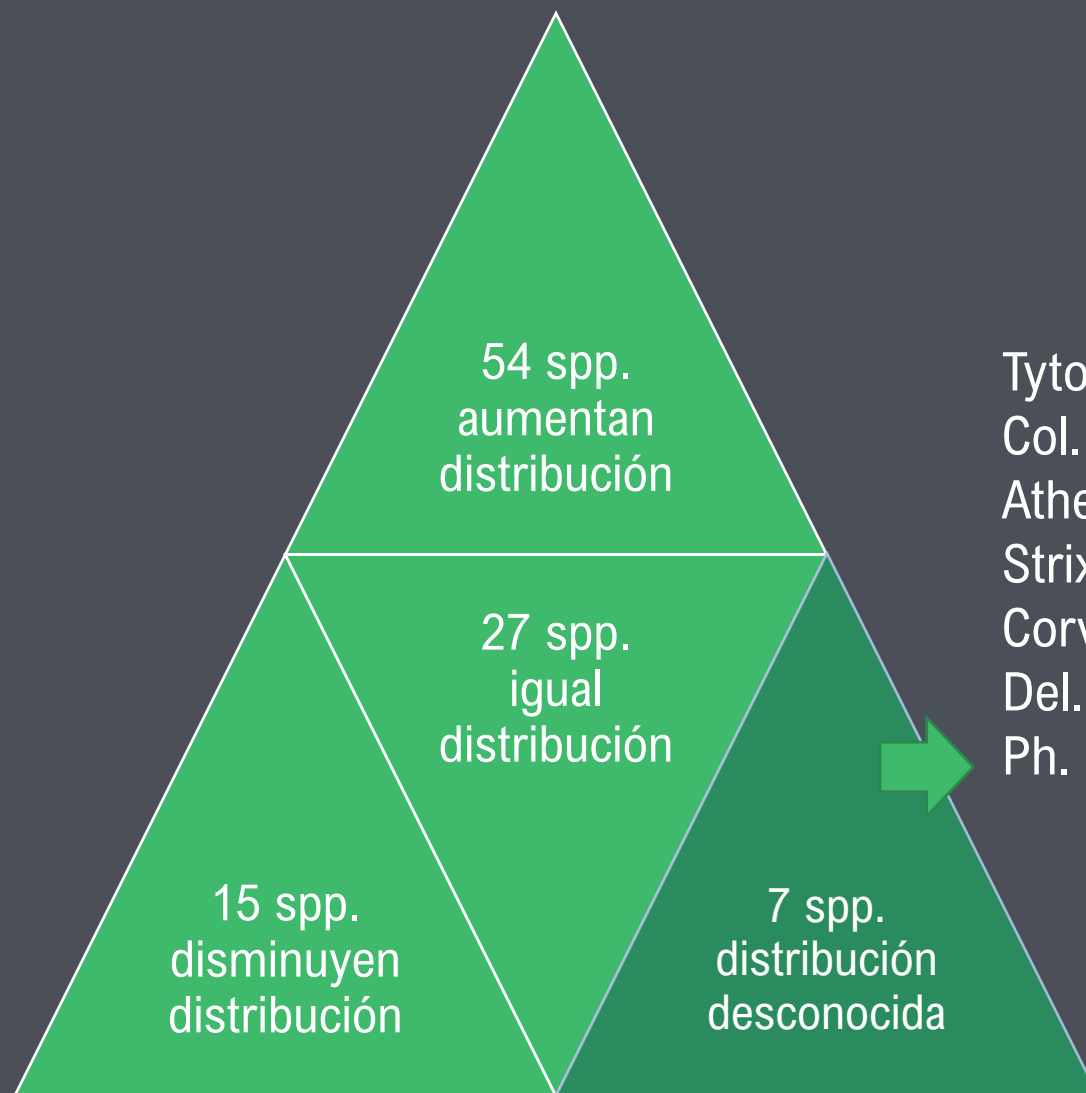 54 spp.
aumentan
distribución
27 spp.
igual
distribución
15 spp.
disminuyen
distribución
7 spp.
distribución
desconocida
Tyto
Col.
Athe
Strix
Corv
Del.
Ph.